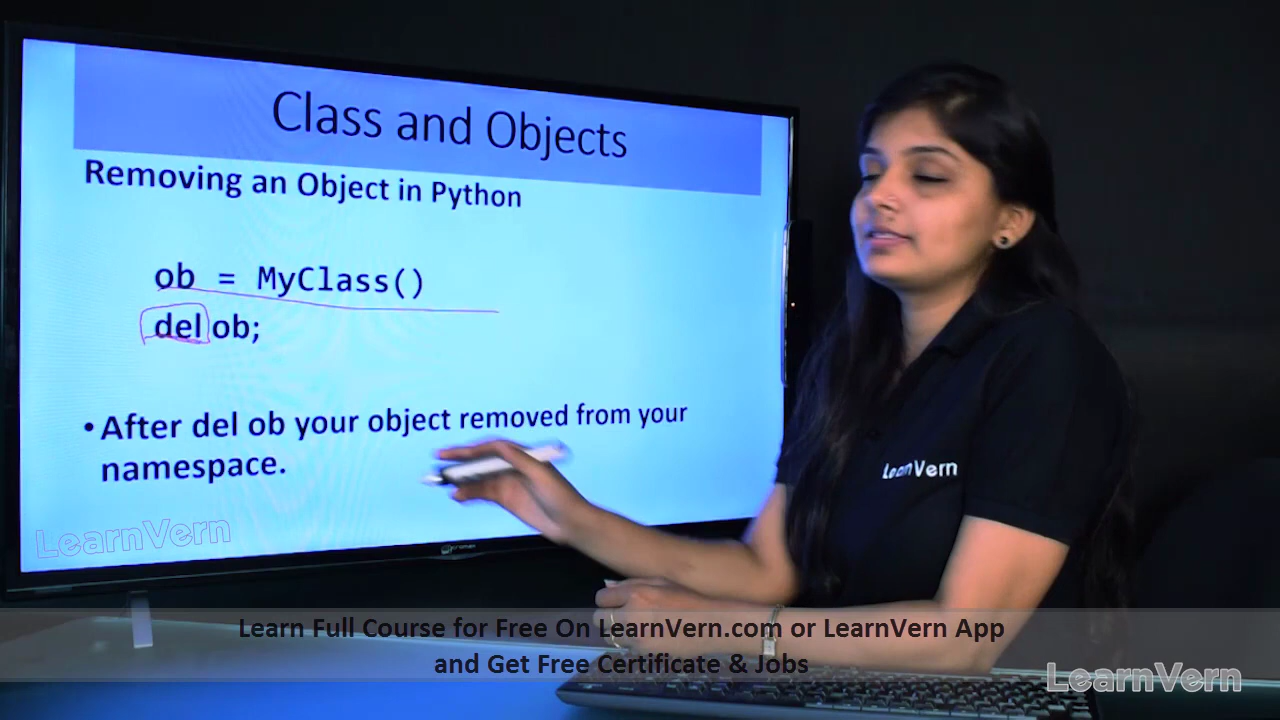 Class and Objects
Removing an Object in Python
ob = MyClass()
del ob;
•After del ob your object removed from your
namespace.
LearnVern
LearnVern
Learn Full Course for Free On LearnVern.com or LearnVern App
and Get Free Certificate & Jobs
LearnVern